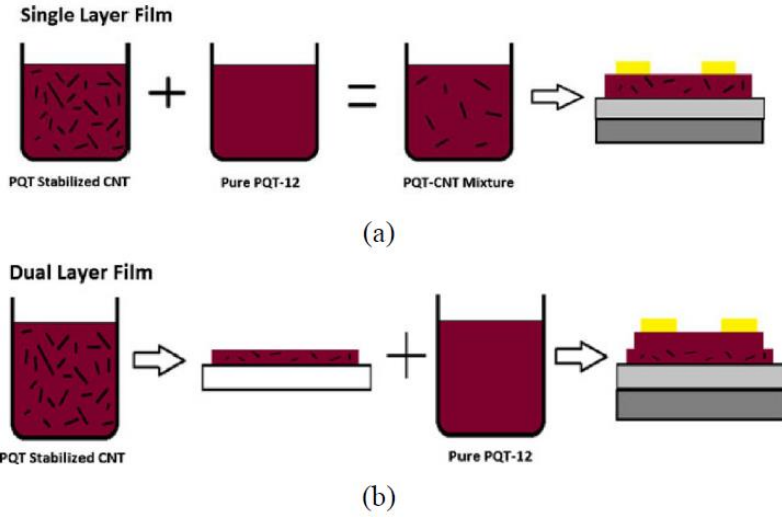 Single Layer Film
PQT Stabilized CNT
Pure PQT-12
PQT-CNT Mixture
(a)
Dual Layer Film
PQT Stabilized CNT
Pure PQT-12
(b)